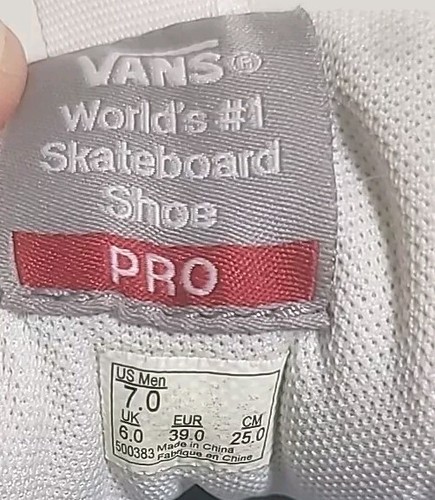 VANS®
World's #1
Skateboard
Shoe
PRO
US Men
7.0
UK EUR CM
6.0 39.0 25.0
500383 Made in China
Fabriqué en Chine